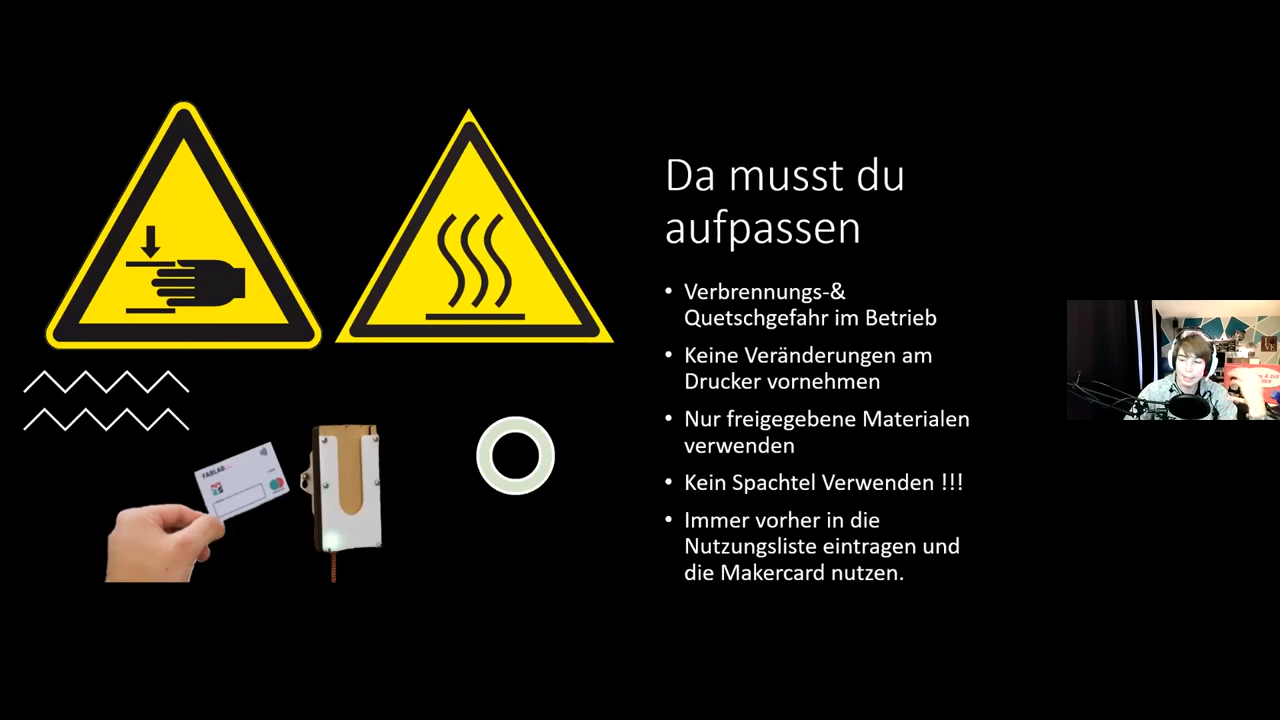 Da musst du
aufpassen
• Verbrennungs-&
Quetschgefahr im Betrieb
• Keine Veränderungen am
Drucker vornehmen
• Nur freigegebene Materialen
verwenden
• Kein Spachtel Verwenden !!!
• Immer vorher in die
Nutzungsliste eintragen und
die Makercard nutzen.
FABLAB